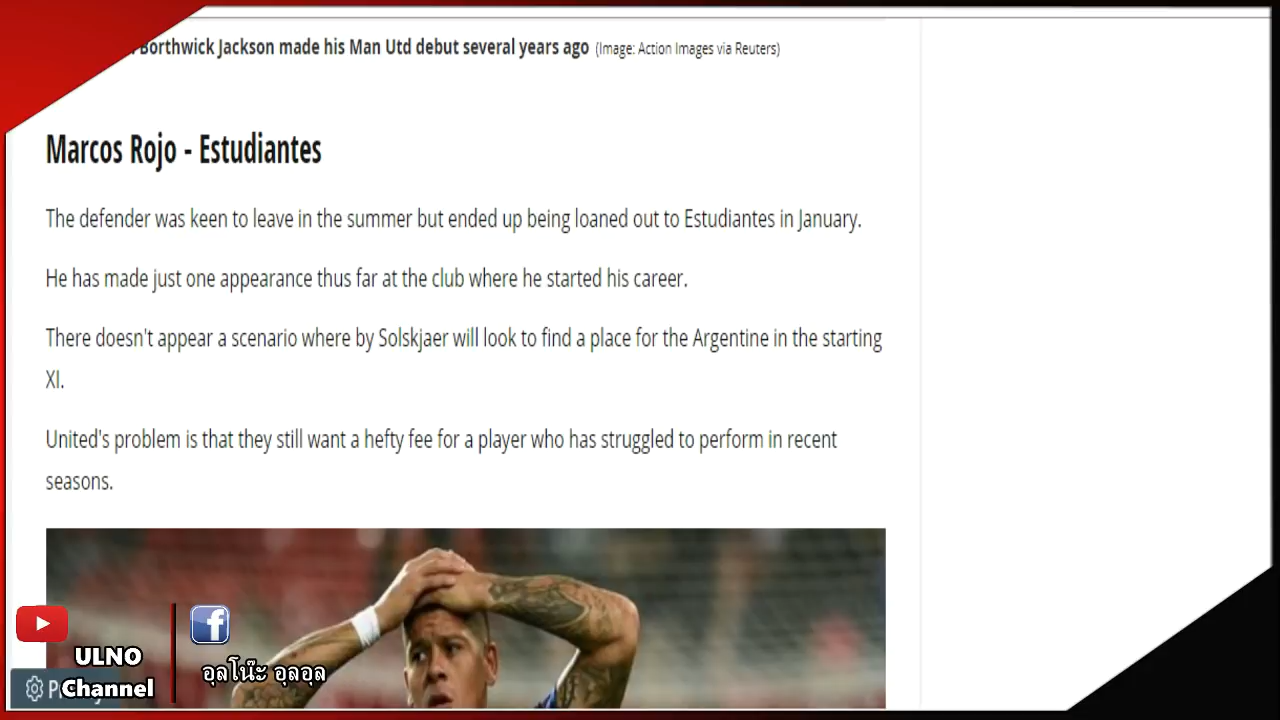 Borthwick Jackson made his Man Utd debut several years ago (Image: Action Images via Reuters)
Marcos Rojo - Estudiantes
The defender was keen to leave in the summer but ended up being loaned out to Estudiantes in January.
He has made just one appearance thus far at the club where he started his career.
There doesn't appear a scenario where by Solskjaer will look to find a place for the Argentine in the starting
XI.
United's problem is that they still want a hefty fee for a player who has struggled to perform in recent
seasons.
ULNO
Channel
อุลโน๊ะ อุลอุล